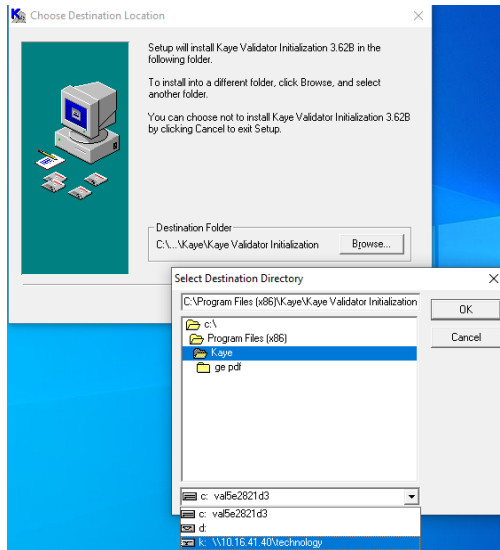 Choose Destination Location
Setup will install Kaye Validator Initialization 3.62B in the
following folder.
To install into a different folder, click Browse, and select
another folder.
You can choose not to install Kaye Validator Initialization 3.62B
by clicking Cancel to exit Setup.
Destination Folder
C:\...\Kaye\Kaye Validator Initialization
Browse...
Select Destination Directory
C:\Program Files (x86)\Kaye\Kaye Validator Initialization
OK
c:\
Program Files (x86)
Cancel
Kaye
ge pdf
c: val5e2821d3
c: val5e2821d3
d:
k: \\10.16.41.40\technology